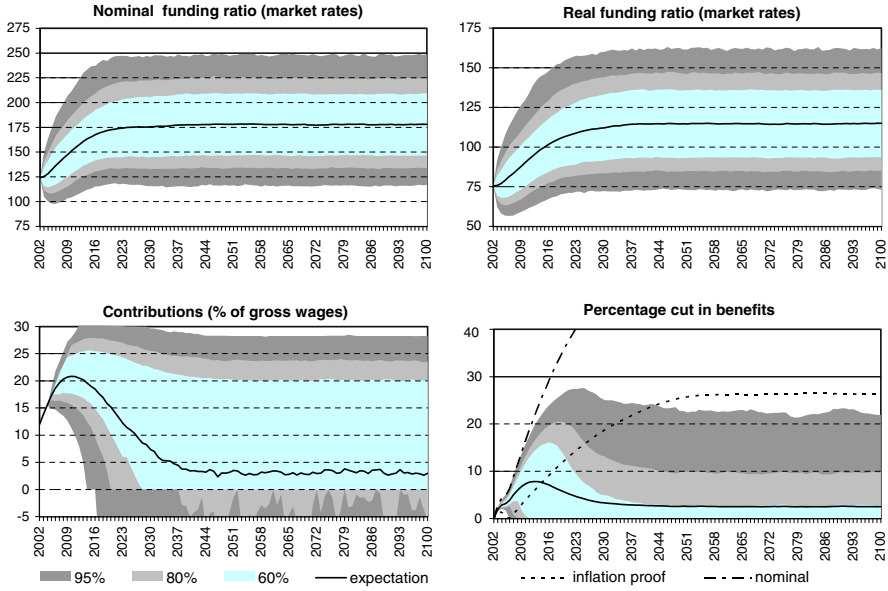 Nominal funding ratio (market rates)
275
250
225
200
175
150
125
100
75
2002 2009 2016 2023 2030 2037 2044 2051 2058 2065 2072 2079 2086 2093 2100
Real funding ratio (market rates)
175
150
125
100
75
50
2002 2009 2016 2023 2030 2037 2044 2051 2058 2065 2072 2079 2086 2093 2100
Contributions (% of gross wages)
30
25
20
15
10
5
0
-5
2002 2009 2016 2023 2030 2037 2044 2051 2058 2065 2072 2079 2086 2093 2100
95% 80% 60% expectation
Percentage cut in benefits
40
30
20
10
0
2002 2009 2016 2023 2030 2037 2044 2051 2058 2065 2072 2079 2086 2093 2100
inflation proof nominal